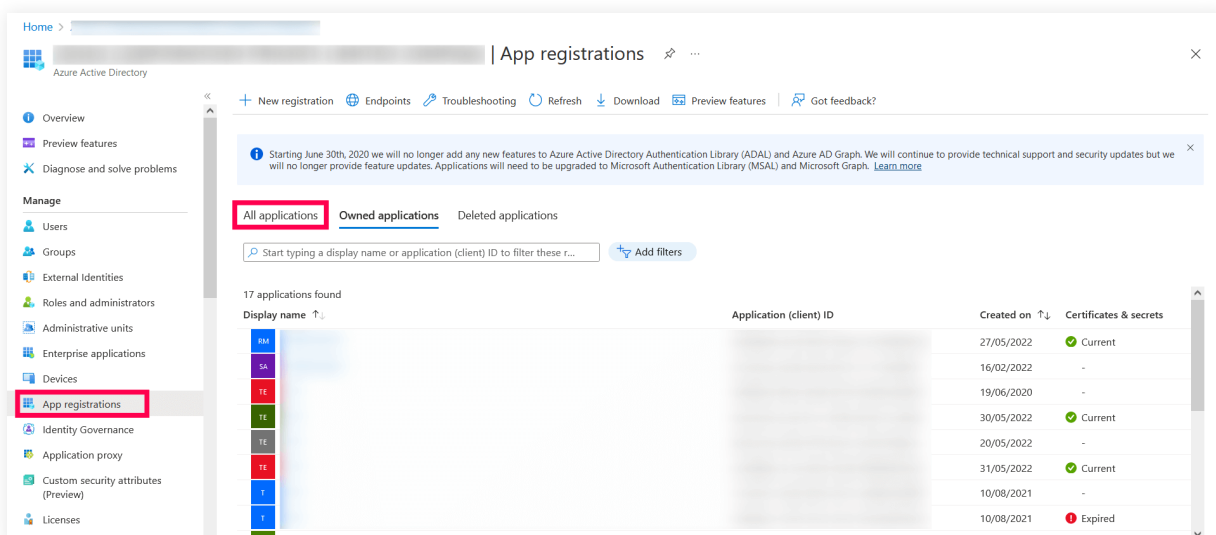 Home >
| App registrations ...
Azure Active Directory
«
Overview
Preview features
Diagnose and solve problems
Manage
Users
Groups
External Identities
Roles and administrators
Administrative units
Enterprise applications
Devices
App registrations
Identity Governance
Application proxy
Custom security attributes
(Preview)
Licenses
New registration Endpoints Troubleshooting Refresh Download Preview features Got feedback?
Starting June 30th, 2020 we will no longer add any new features to Azure Active Directory Authentication Library (ADAL) and Azure AD Graph. We will continue to provide technical support and security updates but we
will no longer provide feature updates. Applications will need to be upgraded to Microsoft Authentication Library (MSAL) and Microsoft Graph. Learn more
All applications Owned applications Deleted applications
Start typing a display name or application (client) ID to filter these r... Add filters
17 applications found
Display name ↑↓ Application (client) ID Created on ↑↓ Certificates & secrets
RM 27/05/2022 Current
SA 16/02/2022 -
TE 19/06/2020 -
TE 30/05/2022 Current
TE 20/05/2022 -
TE 31/05/2022 Current
T 10/08/2021 -
T 10/08/2021 Expired